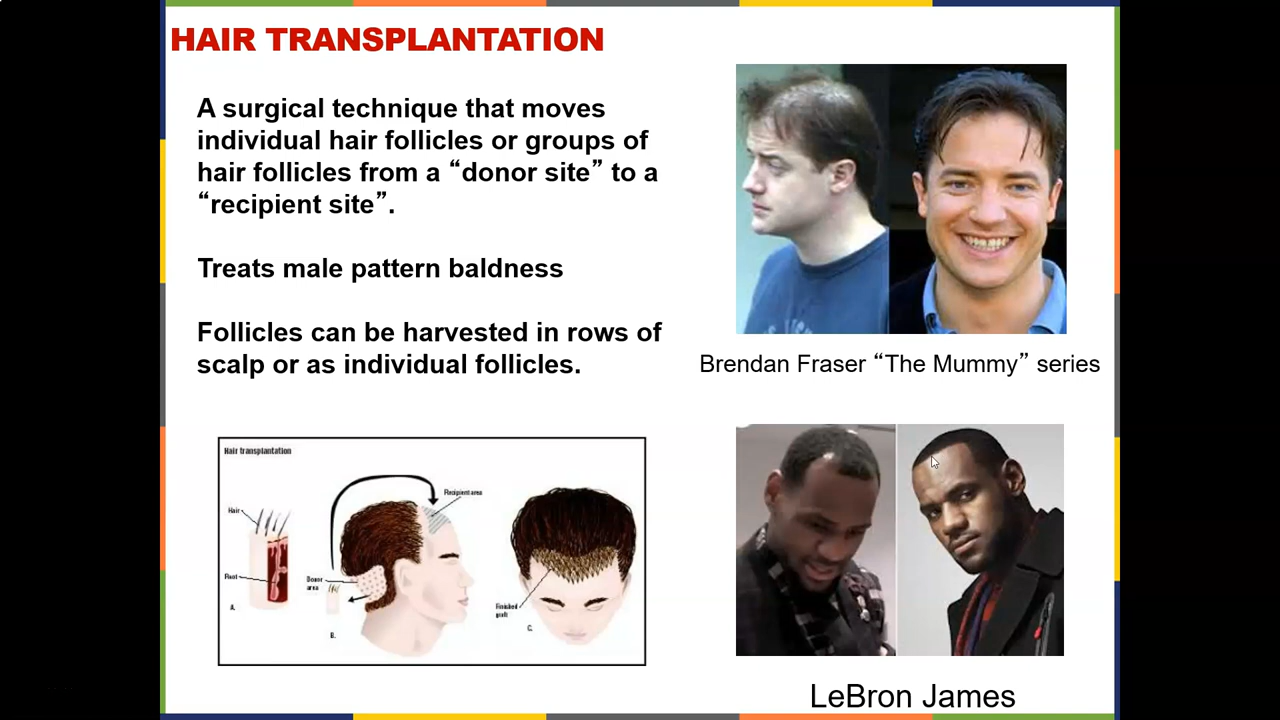 HAIR TRANSPLANTATION
A surgical technique that moves
individual hair follicles or groups of
hair follicles from a “donor site” to a
“recipient site”.
Treats male pattern baldness
Follicles can be harvested in rows of
scalp or as individual follicles.
Brendan Fraser “The Mummy” series
Hair transplantation
Recipient area
Hair
Root
Donor
area
Finished
graft
A.
B.
C.
LeBron James